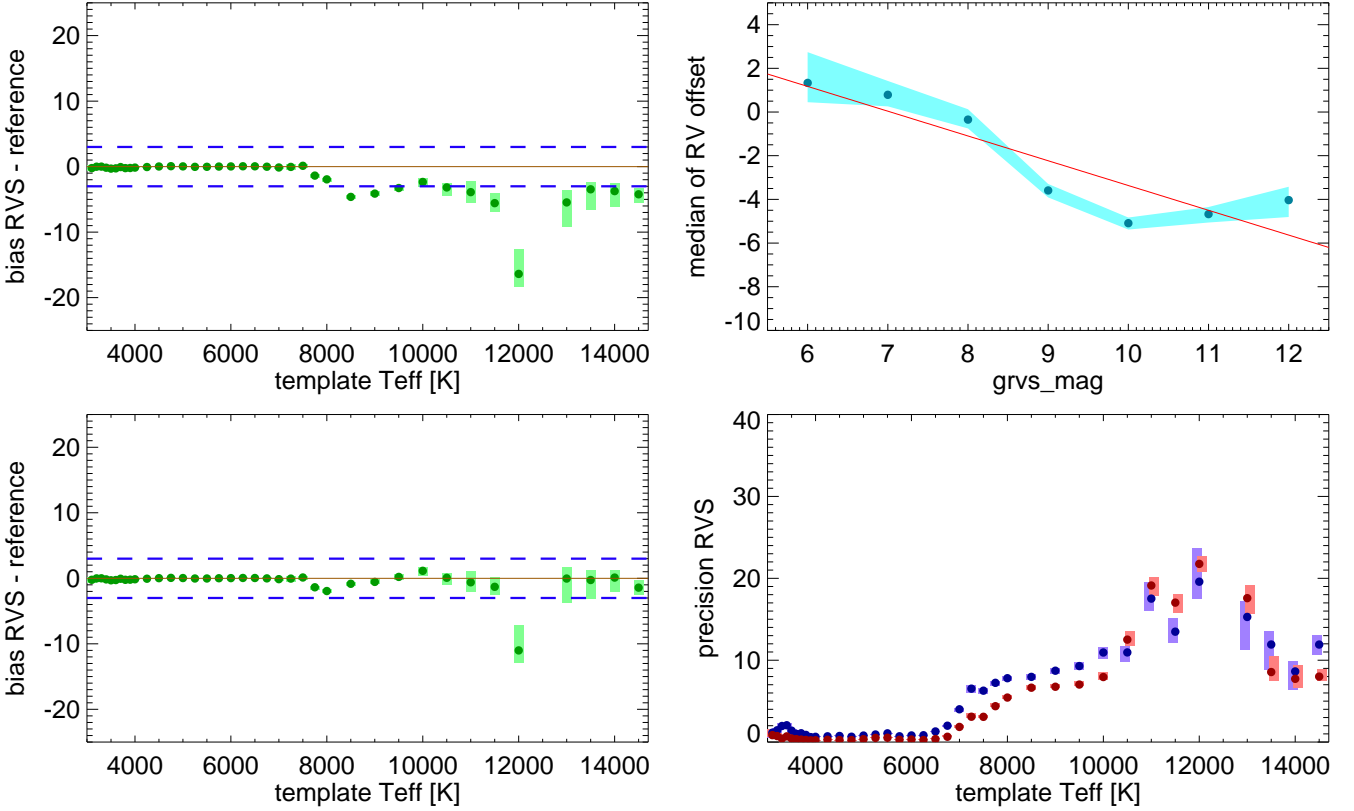 20
10
0
-10
-20
bias RVS - reference
4000 6000 8000 10000 12000 14000
template Teff [K]
4
2
0
-2
-4
-6
-8
-10
median of RV offset
6 7 8 9 10 11 12
grvs_mag
20
10
0
-10
-20
bias RVS - reference
4000 6000 8000 10000 12000 14000
template Teff [K]
40
30
20
10
0
precision RVS
4000 6000 8000 10000 12000 14000
template Teff [K]